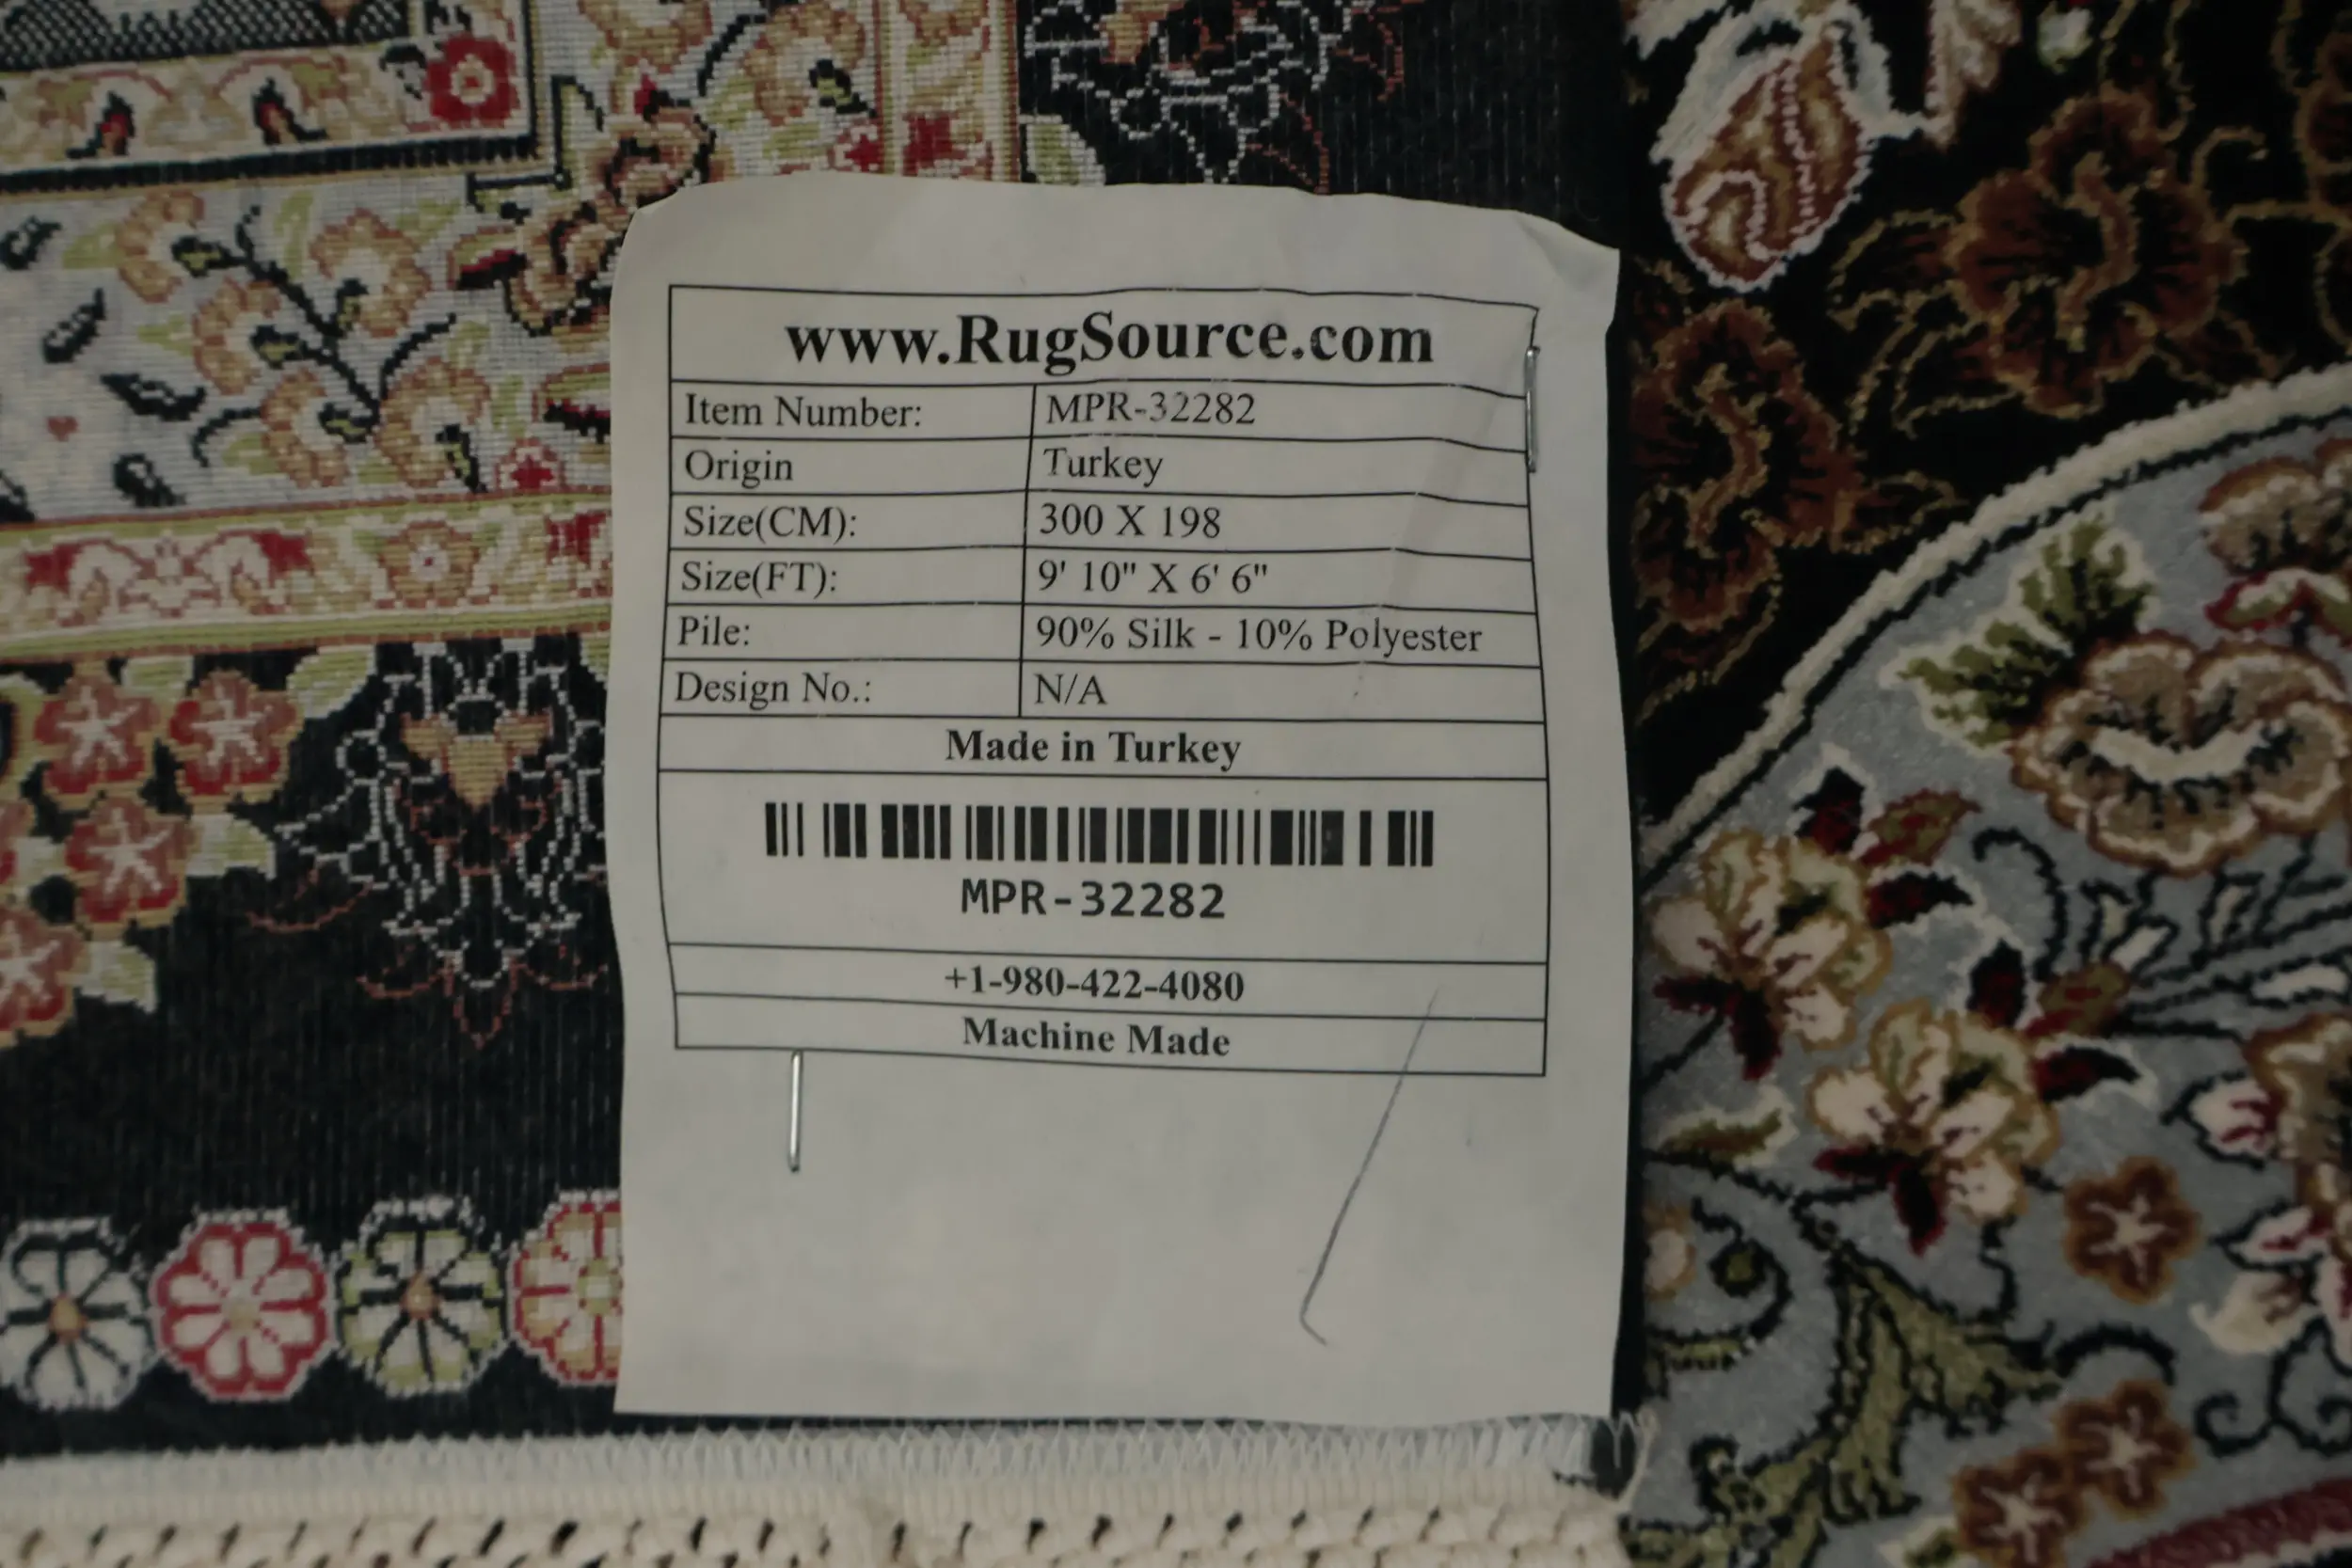 www.RugSource.com
Item Number: MPR-32282
Origin Turkey
Size(CM): 300 X 198
Size(FT): 9' 10" X 6' 6"
Pile: 90% Silk - 10% Polyester
Design No.: N/A
Made in Turkey
MPR-32282
+1-980-422-4080
Machine Made